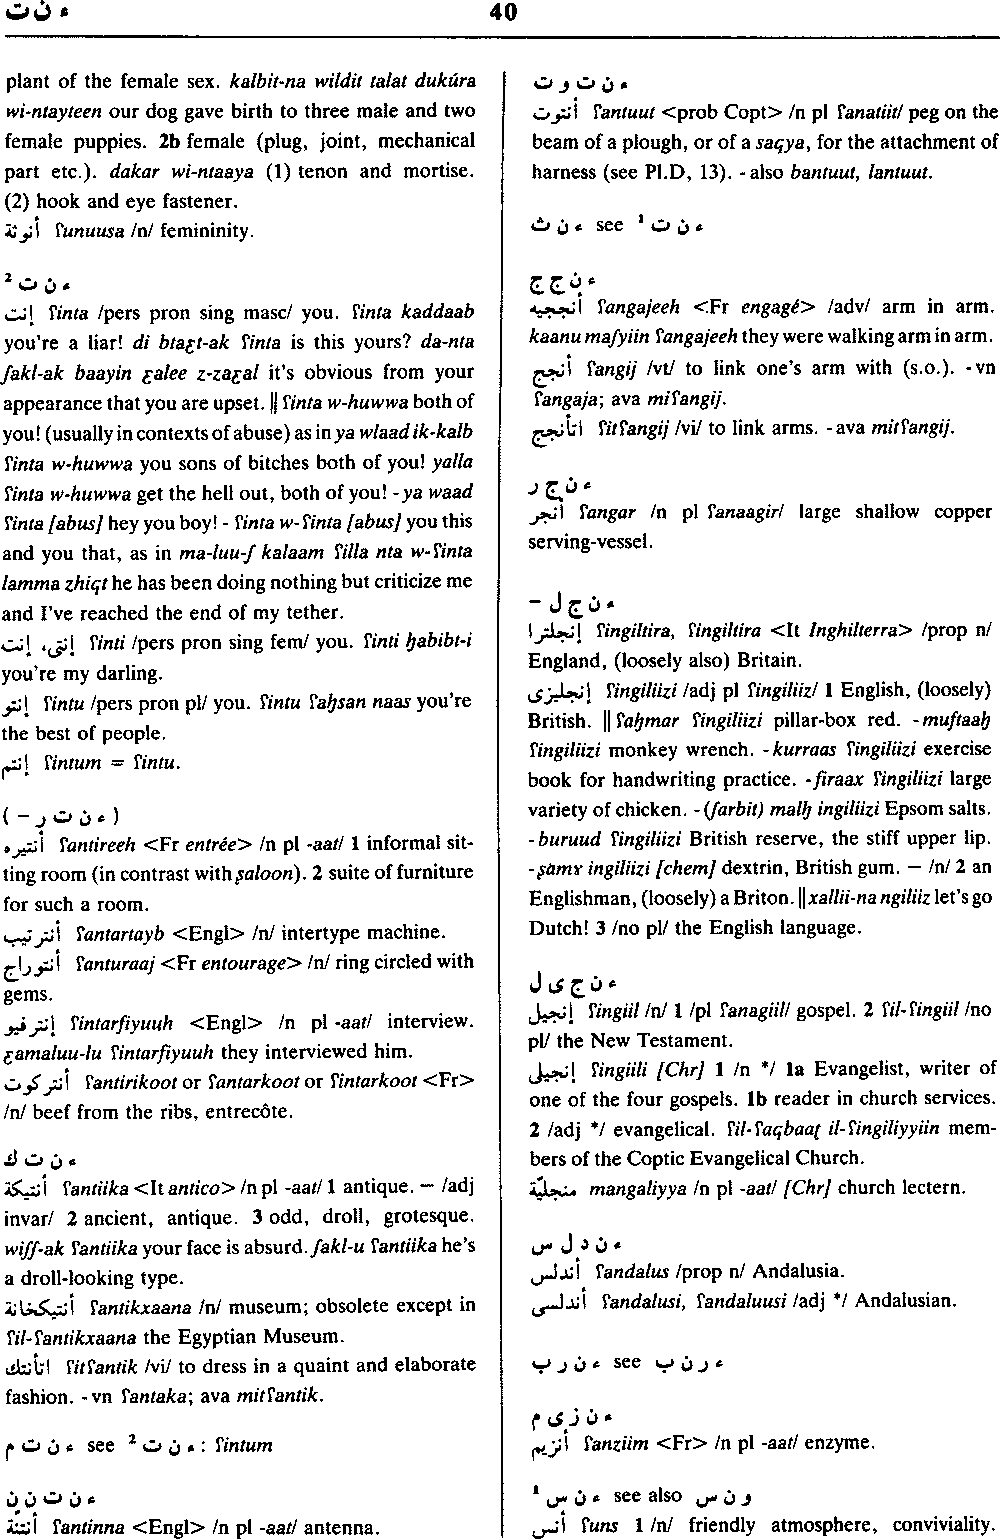 ء ن ت
40
plant of the female sex. kalbit-na wildit talat dukúra
wi-ntayteen our dog gave birth to three male and two
female puppies. 2b female (plug, joint, mechanical
part etc.). dakar wi-ntaaya (1) tenon and mortise.
(2) hook and eye fastener.
أنوثة ʕunuusa /n/ femininity.
ء ن ت ²
إنت ʕinta /pers pron sing masc/ you. ʕinta kaddaab
you're a liar! di btaƹt-ak ʕinta is this yours? da-nta
ʃakl-ak baayin ƹalee z-zaƹal it's obvious from your
appearance that you are upset. || ʕinta w-huwwa both of
you! (usually in contexts of abuse) as in ya wlaad ik-kalb
ʕinta w-huwwa you sons of bitches both of you! yalla
ʕinta w-huwwa get the hell out, both of you! -ya waad
ʕinta [abus] hey you boy! - ʕinta w-ʕinta [abus] you this
and you that, as in ma-luu-ʃ kalaam ʕilla nta w-ʕinta
lamma zhiqt he has been doing nothing but criticize me
and I've reached the end of my tether.
إنتي، إنت ʕinti /pers pron sing fem/ you. ʕinti ḥabibt-i
you're my darling.
إنتو ʕintu /pers pron pl/ you. ʕintu ʕaḥsan naas you're
the best of people.
إنتم ʕintum = ʕintu.
(ء ن ت ر –)
أنتريه ʕantireeh <Fr entrée> /n pl -aat/ 1 informal sit-
ting room (in contrast with ṣaloon). 2 suite of furniture
for such a room.
أنترتيب ʕantartayb <Engl> /n/ intertype machine.
أنتوراج ʕanturaaj <Fr entourage> /n/ ring circled with
gems.
إنترفيو ʕintarfiyuuh <Engl> /n pl -aat/ interview.
ƹamaluu-lu ʕintarfiyuuh they interviewed him.
أنتركوت ʕantirikoot or ʕantarkoot or ʕintarkoot <Fr>
/n/ beef from the ribs, entrecôte.
ء ن ت ك
أنتيكة ʕantiika <It antico> /n pl -aat/ 1 antique. — /adj
invar/ 2 ancient, antique. 3 odd, droll, grotesque.
wiʃʃ-ak ʕantiika your face is absurd. ʃakl-u ʕantiika he's
a droll-looking type.
أنتيكخانة ʕantikxaana /n/ museum; obsolete except in
ʕil-ʕantikxaana the Egyptian Museum.
اتأنتك ʕitʕantik /vi/ to dress in a quaint and elaborate
fashion. -vn ʕantaka; ava mitʕantik.
ء ن ت م see ء ن ت ² : ʕintum
ء ن ت ن ن
أنتنّة ʕantinna <Engl> /n pl -aat/ antenna.
ء ن ت و ت
أنتوت ʕantuut <prob Copt> /n pl ʕanatiit/ peg on the
beam of a plough, or of a saqya, for the attachment of
harness (see Pl.D, 13). -also bantuut, lantuut.
ء ن ث see ء ن ت ¹
ء ن ج ج
أنججيه ʕangajeeh <Fr engagé> /adv/ arm in arm.
kaanu maʃyiin ʕangajeeh they were walking arm in arm.
أنجج ʕangij /vt/ to link one's arm with (s.o.). -vn
ʕangaja; ava miʕangij.
اتأنجج ʕitʕangij /vi/ to link arms. -ava mitʕangij.
ء ن ج ر
أنجر ʕangar /n pl ʕanaagir/ large shallow copper
serving-vessel.
ء ن ج ل –
إنجلترا ʕingiltira, ʕingiltira <It Inghilterra> /prop n/
England, (loosely also) Britain.
إنجليزى ʕingiliizi /adj pl ʕingiliiz/ 1 English, (loosely)
British. || ʕaḥmar ʕingiliizi pillar-box red. -muftaaḥ
ʕingiliizi monkey wrench. -kurraas ʕingiliizi exercise
book for handwriting practice. -firaax ʕingiliizi large
variety of chicken. -(ʃarbit) malḥ ingiliizi Epsom salts.
-buruud ʕingiliizi British reserve, the stiff upper lip.
-ṣamɤ ingiliizi [chem] dextrin, British gum. — /n/ 2 an
Englishman, (loosely) a Briton. || xallii-na ngiliiz let's go
Dutch! 3 /no pl/ the English language.
ء ن ج ى ل
إنجيل ʕingiil /n/ 1 /pl ʕanagiil/ gospel. 2 ʕil-ʕingiil /no
pl/ the New Testament.
إنجيلى ʕingiili [Chr] 1 /n */ 1a Evangelist, writer of
one of the four gospels. 1b reader in church services.
2 /adj */ evangelical. ʕil-ʕaqbaaṭ il-ʕingiliyyiin mem-
bers of the Coptic Evangelical Church.
منجليّة mangaliyya /n pl -aat/ [Chr] church lectern.
ء ن د ل س
أندلس ʕandalus /prop n/ Andalusia.
أندلسى ʕandalusi, ʕandaluusi /adj */ Andalusian.
ء ن ر ب see ء ر ن ب
ء ن ز ى م
أنزيم ʕanziim <Fr> /n pl -aat/ enzyme.
ء ن س ¹ see also و ن س
أنس ʕuns 1 /n/ friendly atmosphere, conviviality.